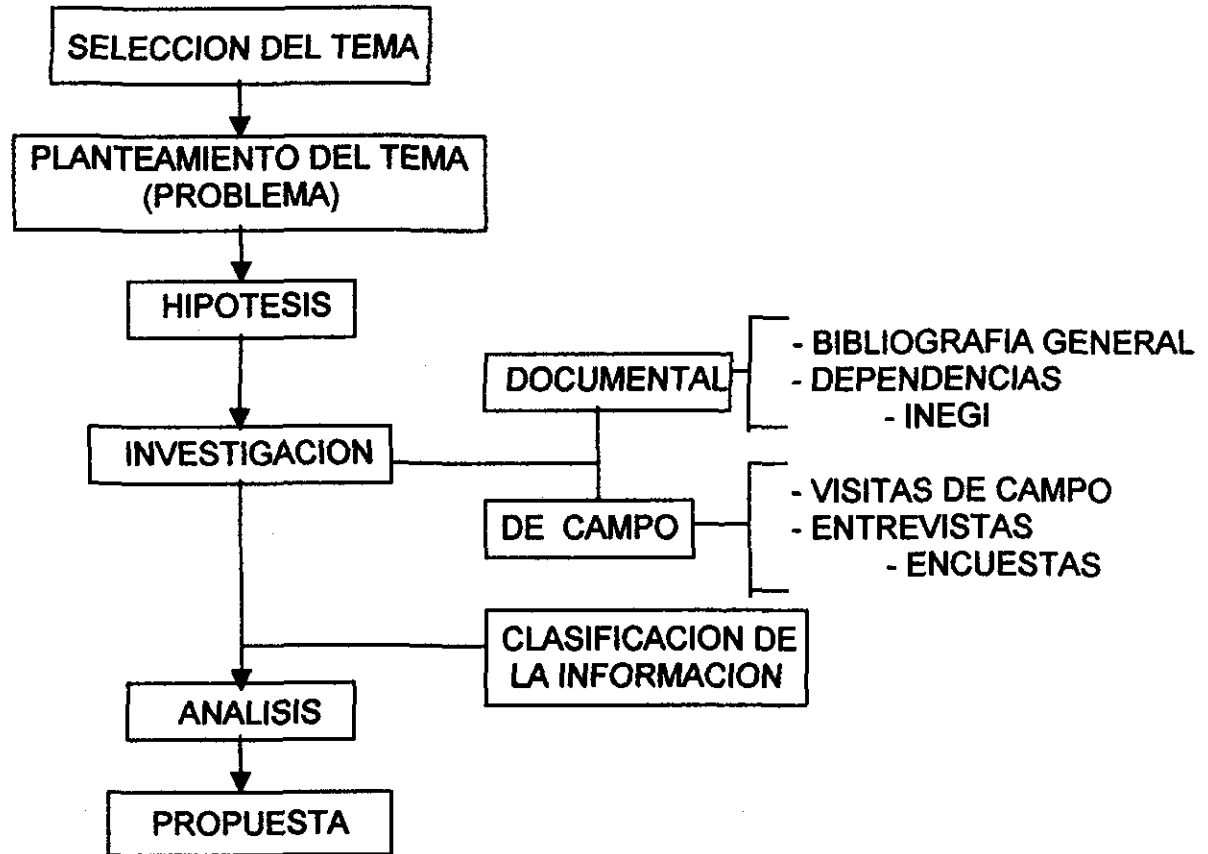 SELECCION DEL TEMA
PLANTEAMIENTO DEL TEMA
(PROBLEMA)
HIPOTESIS
INVESTIGACION
DOCUMENTAL
- BIBLIOGRAFIA GENERAL
- DEPENDENCIAS
- INEGI
DE CAMPO
- VISITAS DE CAMPO
- ENTREVISTAS
- ENCUESTAS
CLASIFICACION DE
LA INFORMACION
ANALISIS
PROPUESTA